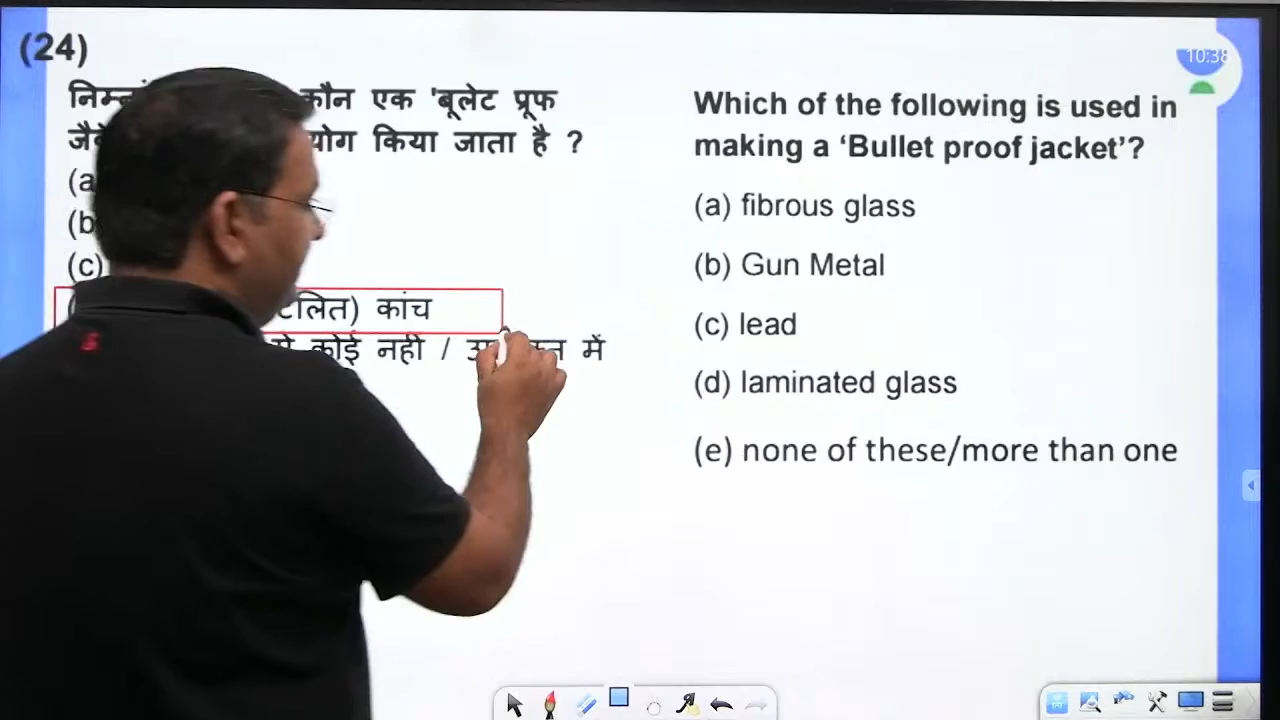 (24)
कौन एक 'बूलेट प्रूफ
किया जाता है ?
(a
(b
(c)
कांच
कोई नही / में
10:38
Which of the following is used in
making a ‘Bullet proof jacket’?
(a) fibrous glass
(b) Gun Metal
(c) lead
(d) laminated glass
(e) none of these/more than one